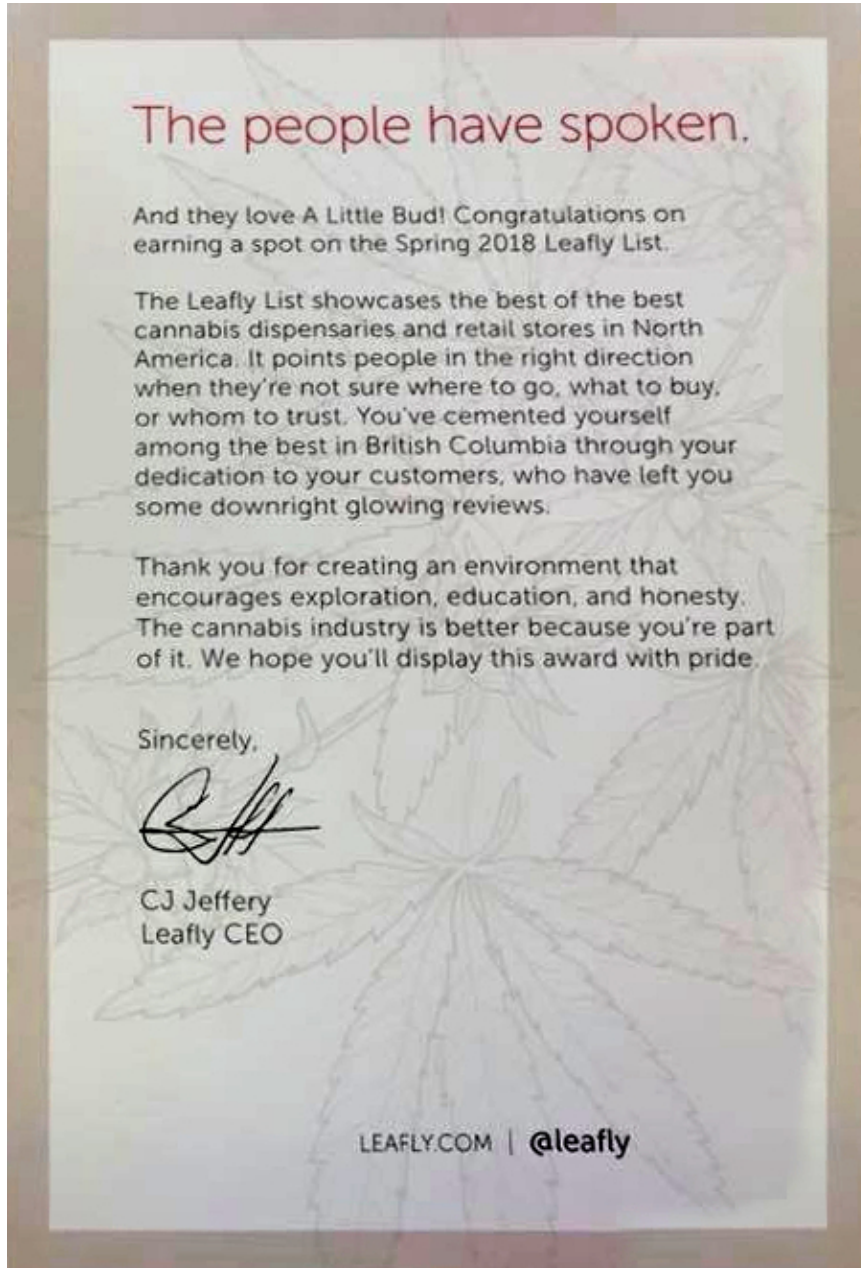 The people have spoken.
And they love A Little Bud! Congratulations on
earning a spot on the Spring 2018 Leafly List.
The Leafly List showcases the best of the best
cannabis dispensaries and retail stores in North
America. It points people in the right direction
when they're not sure where to go, what to buy,
or whom to trust. You've cemented yourself
among the best in British Columbia through your
dedication to your customers, who have left you
some downright glowing reviews.
Thank you for creating an environment that
encourages exploration, education, and honesty.
The cannabis industry is better because you're part
of it. We hope you'll display this award with pride.
Sincerely,
CJ Jeffery
Leafly CEO
LEAFLY.COM | @leafly